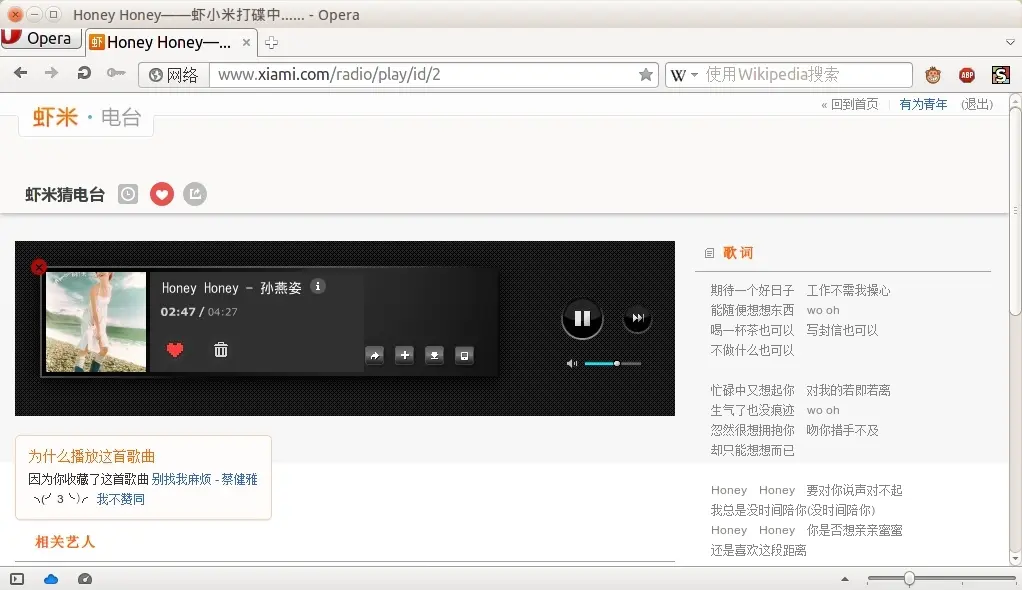 Honey Honey——虾小米打碟中...... - Opera
Opera
虾 Honey Honey—...
网络 www.xiami.com/radio/play/id/2 W 使用Wikipedia搜索 ABP S
虾米·电台
« 回到首页 有为青年 (退出)
虾米猜电台
Honey Honey - 孙燕姿 i
02:47 / 04:27
为什么播放这首歌曲
因为你收藏了这首歌曲 别找我麻烦 - 蔡健雅
ヽ(╯3╰)╭ 我不赞同
相关艺人
歌词
期待一个好日子 工作不需我操心
能随便想想东西 wo oh
喝一杯茶也可以 写封信也可以
不做什么也可以
忙碌中又想起你 对我的若即若离
生气了也没痕迹 wo oh
忽然很想拥抱你 吻你措手不及
却只能想想而已
Honey Honey 要对你说声对不起
我总是没时间陪你(没时间陪你)
Honey Honey 你是否想亲亲蜜蜜
还是喜欢这段距离